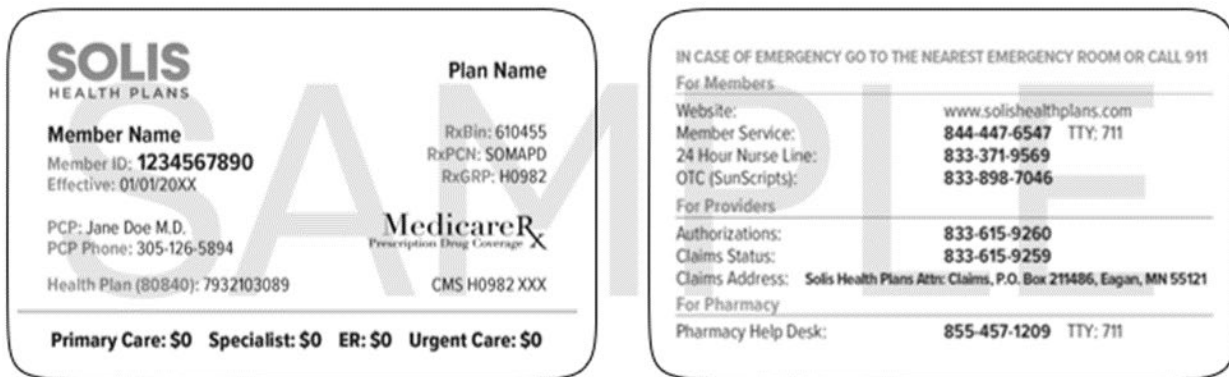 SOLIS
HEALTH PLANS
Plan Name
Member Name
Member ID: 1234567890
Effective: 01/01/20XX
RxBin: 610455
RxPCN: SOMAPD
RxGRP: H0982
PCP: Jane Doe M.D.
PCP Phone: 305-126-5894
MedicareRx
Prescription Drug Coverage
Health Plan (80840): 7932103089
CMS H0982 XXX
Primary Care: $0 Specialist: $0 ER: $0 Urgent Care: $0
IN CASE OF EMERGENCY GO TO THE NEAREST EMERGENCY ROOM OR CALL 911
For Members
Website: www.solishealthplans.com
Member Service: 844-447-6547 TTY: 711
24 Hour Nurse Line: 833-371-9569
OTC (SunScripts): 833-898-7046
For Providers
Authorizations: 833-615-9260
Claims Status: 833-615-9259
Claims Address: Solis Health Plans Attn: Claims, P.O. Box 211486, Eagan, MN 55121
For Pharmacy
Pharmacy Help Desk: 855-457-1209 TTY: 711
SAMPLE